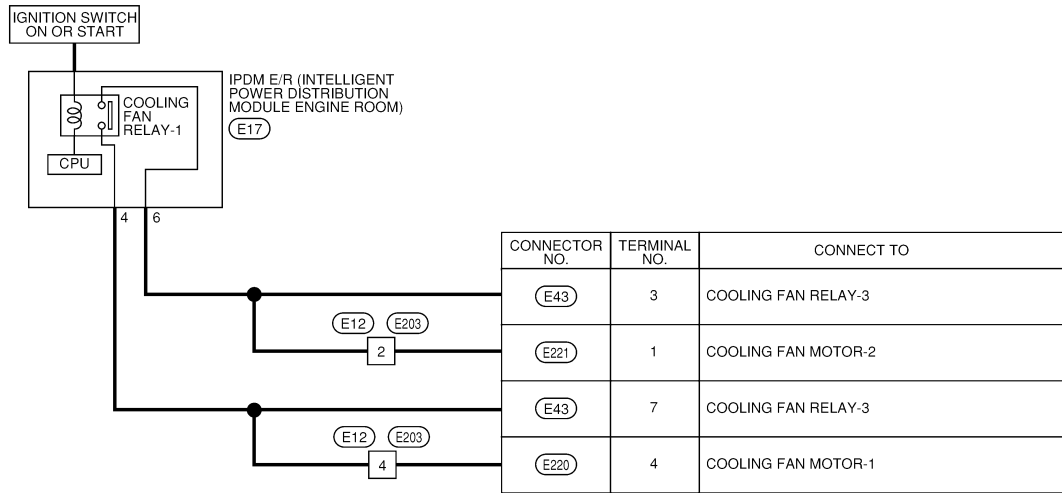 IGNITION SWITCH
ON OR START
IPDM E/R (INTELLIGENT
POWER DISTRIBUTION
MODULE ENGINE ROOM)
E17
COOLING
FAN
RELAY-1
CPU
4 6
CONNECTOR NO. TERMINAL NO. CONNECT TO
E43 3 COOLING FAN RELAY-3
E12 E203
2
E221 1 COOLING FAN MOTOR-2
E43 7 COOLING FAN RELAY-3
E12 E203
4
E220 4 COOLING FAN MOTOR-1